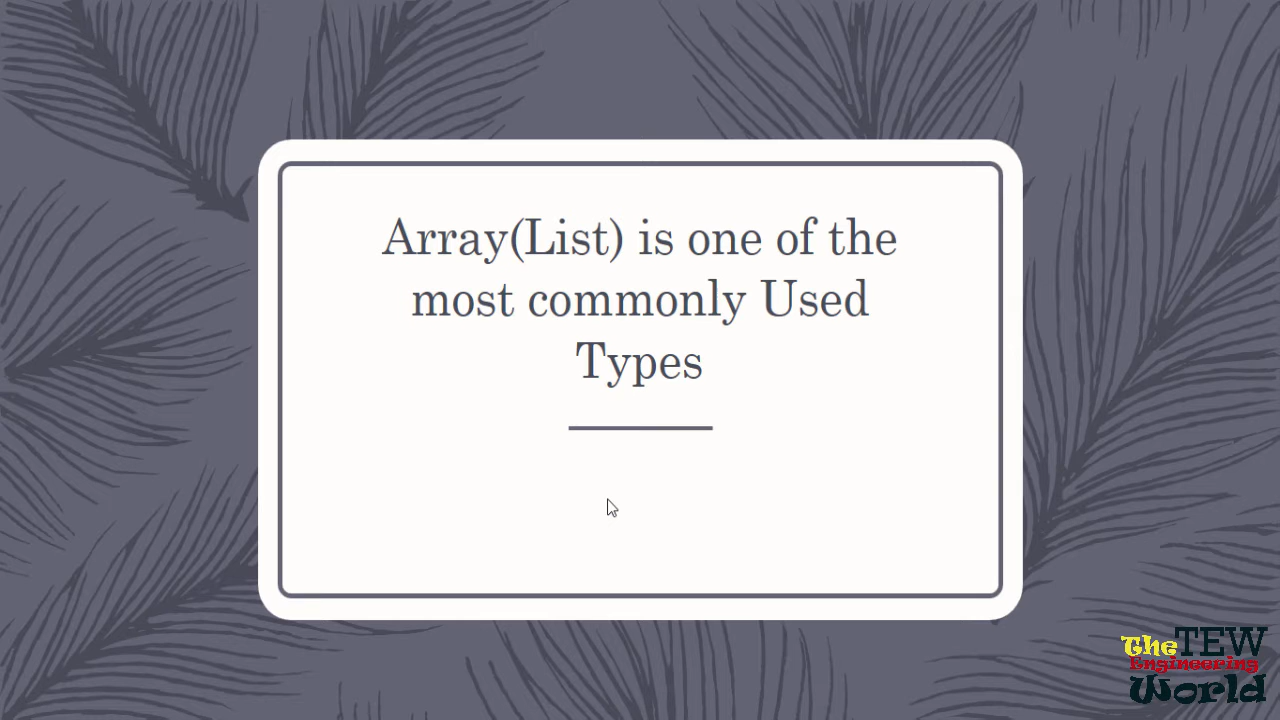 Array(List) is one of the
most commonly Used
Types
The TEW
Engineering
World